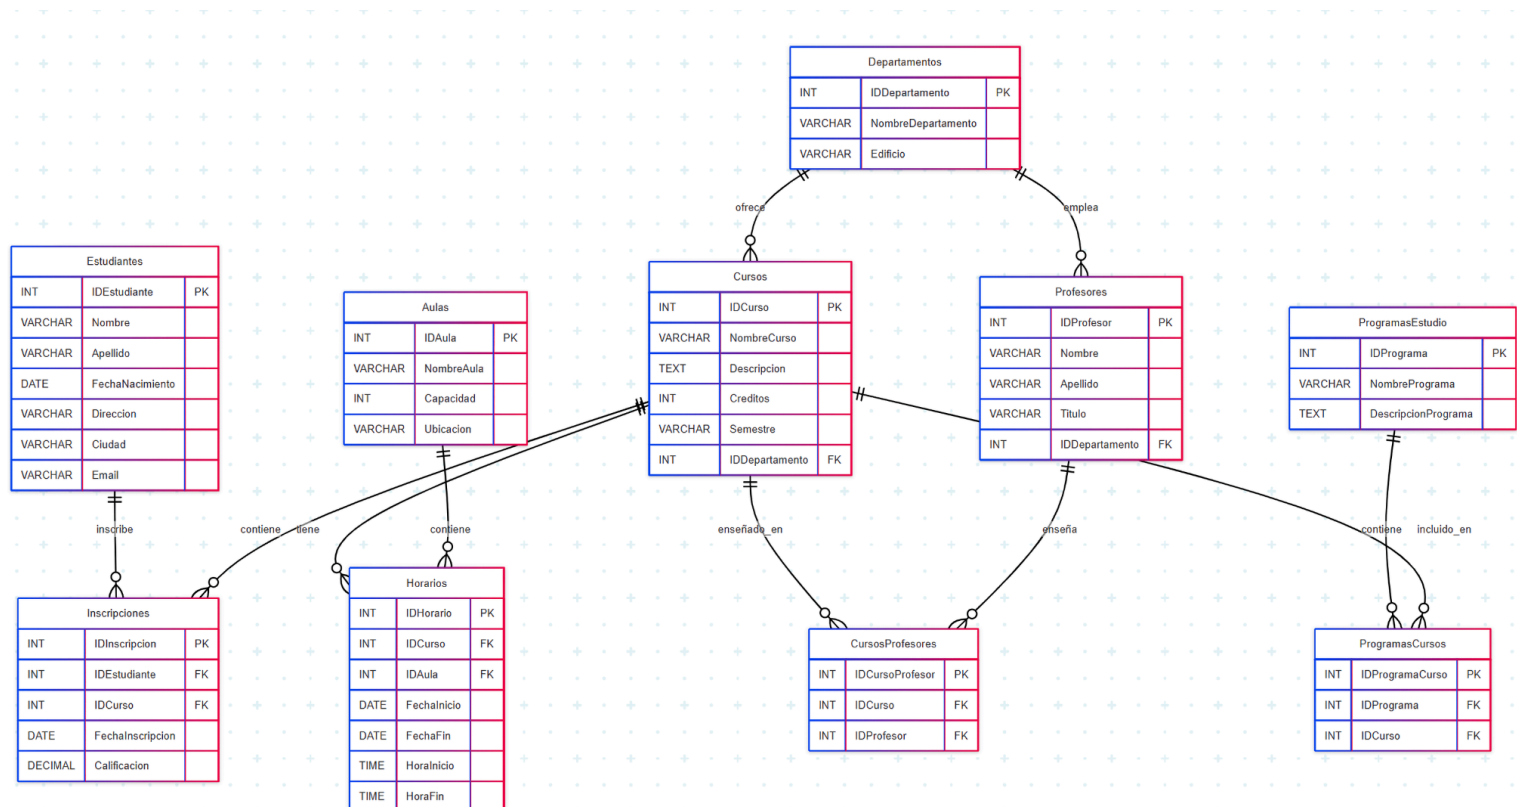 Departamentos
INT IDDepartamento PK
VARCHAR NombreDepartamento
VARCHAR Edificio
ofrece
emplea
Estudiantes
INT IDEstudiante PK
VARCHAR Nombre
VARCHAR Apellido
DATE FechaNacimiento
VARCHAR Direccion
VARCHAR Ciudad
VARCHAR Email
Aulas
INT IDAula PK
VARCHAR NombreAula
INT Capacidad
VARCHAR Ubicacion
Cursos
INT IDCurso PK
VARCHAR NombreCurso
TEXT Descripcion
INT Creditos
VARCHAR Semestre
INT IDDepartamento FK
Profesores
INT IDProfesor PK
VARCHAR Nombre
VARCHAR Apellido
VARCHAR Titulo
INT IDDepartamento FK
ProgramasEstudio
INT IDPrograma PK
VARCHAR NombrePrograma
TEXT DescripcionPrograma
inscribe
contiene
tiene
contiene
enseñado_en
enseña
contiene
incluido_en
Inscripciones
INT IDInscripcion PK
INT IDEstudiante FK
INT IDCurso FK
DATE FechaInscripcion
DECIMAL Calificacion
Horarios
INT IDHorario PK
INT IDCurso FK
INT IDAula FK
DATE FechaInicio
DATE FechaFin
TIME HoraInicio
TIME HoraFin
CursosProfesores
INT IDCursoProfesor PK
INT IDCurso FK
INT IDProfesor FK
ProgramasCursos
INT IDProgramaCurso PK
INT IDPrograma FK
INT IDCurso FK